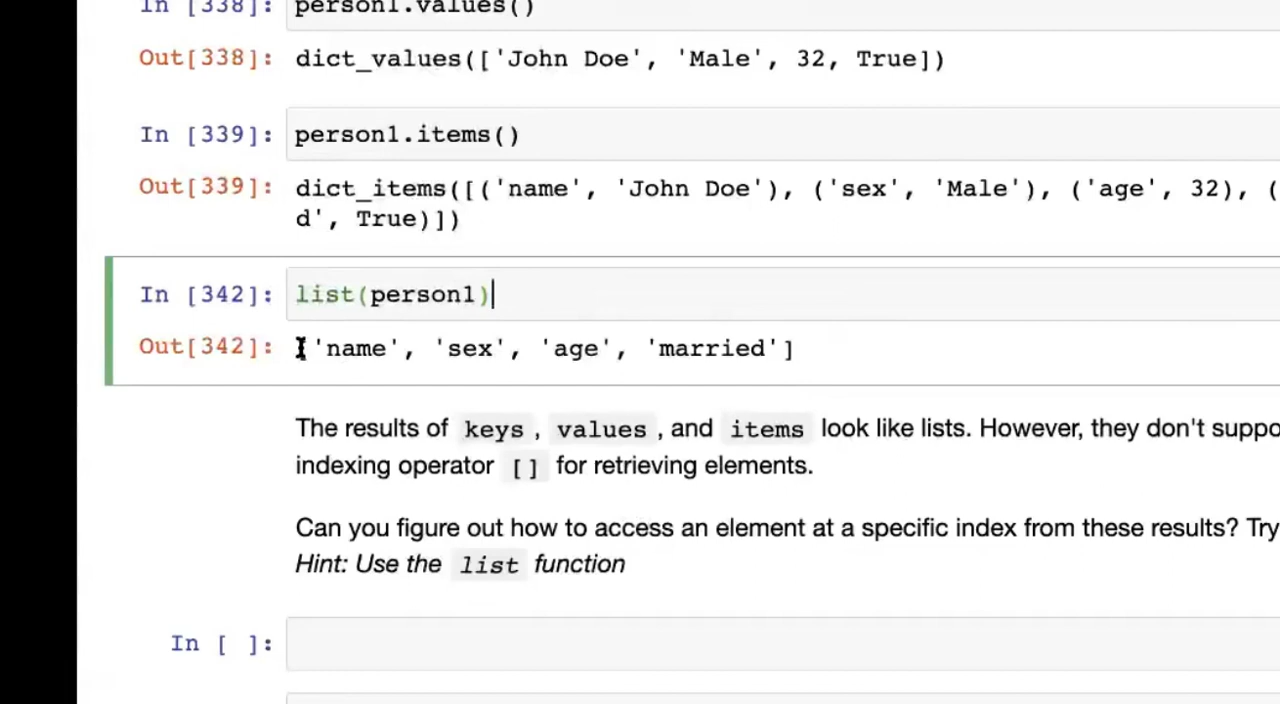 In [338]: person1.values()
Out[338]: dict_values(['John Doe', 'Male', 32, True])
In [339]: person1.items()
Out[339]: dict_items([('name', 'John Doe'), ('sex', 'Male'), ('age', 32), (
d', True)])
In [342]: list(person1)
Out[342]: ['name', 'sex', 'age', 'married']
The results of keys , values , and items look like lists. However, they don't suppo
indexing operator [] for retrieving elements.
Can you figure out how to access an element at a specific index from these results? Try
Hint: Use the list function
In [ ]: